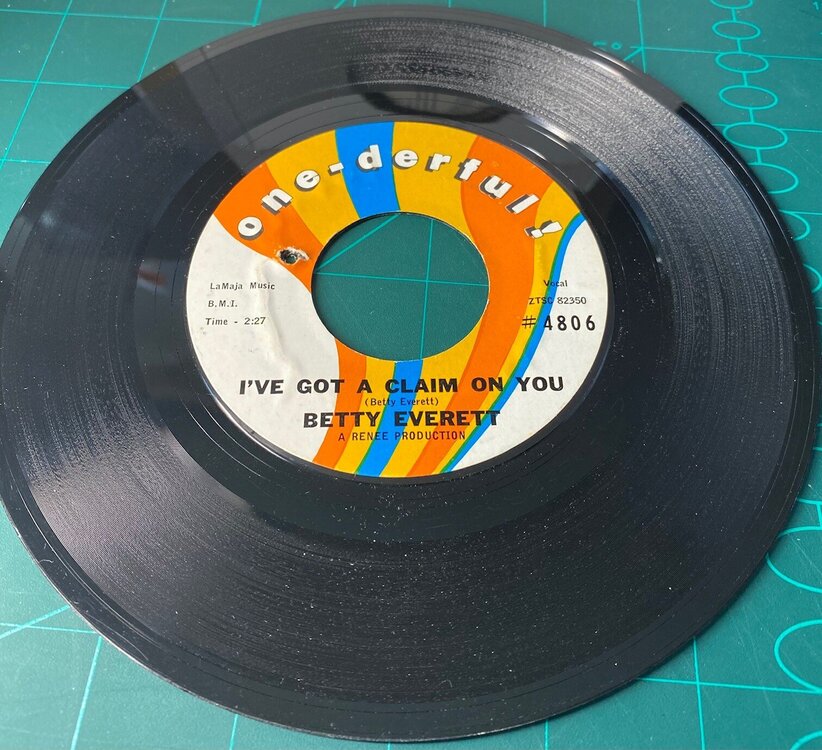 one-derful!
LaMaja Music
B.M.I.
Time - 2:27
Vocal
ZTSC 82350
#4806
I'VE GOT A CLAIM ON YOU
(Betty Everett)
BETTY EVERETT
A RENEE PRODUCTION